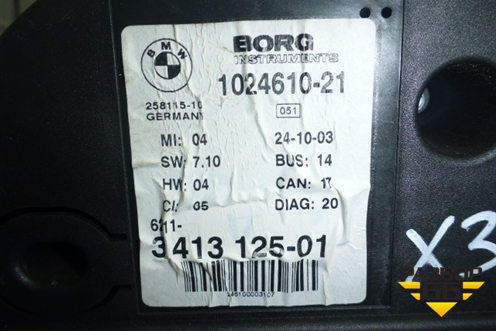 BMW
BORG
INSTRUMENTS
1024610-21
258115-10
GERMANY
051
MI: 04 24-10-03
SW: 7.10 BUS: 14
HW: 04 CAN: 17
CI: 05 DIAG: 20
6211-
3413 125-01
X3